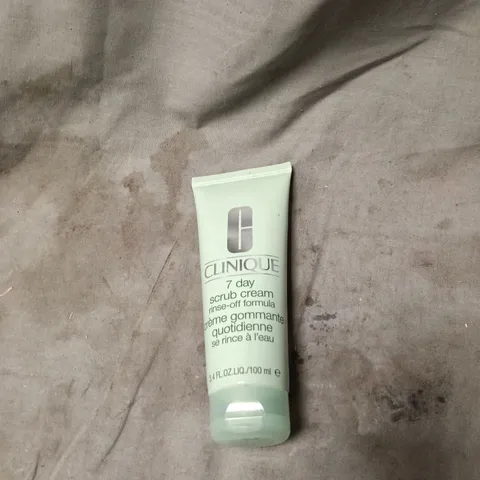 C
CLINIQUE
7 day
scrub cream
rinse-off formula
crème gommante
quotidienne
se rince à l'eau
3.4 FL.OZ.LIQ./100 ml e